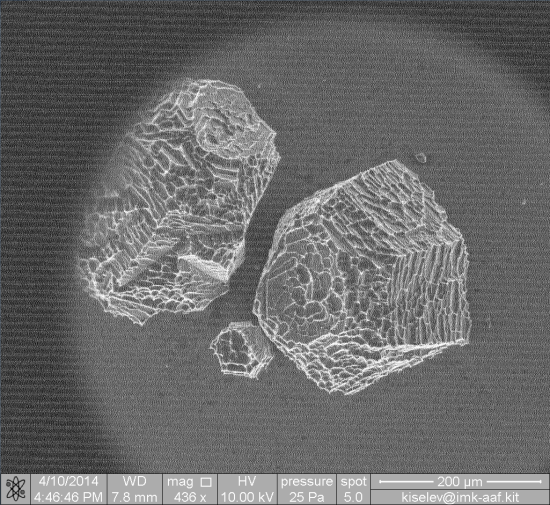 4/10/2014
4:46:46 PM
WD
7.8 mm
mag
436 x
HV
10.00 kV
pressure
25 Pa
spot
5.0
200 µm
kiselev@imk-aaf.kit